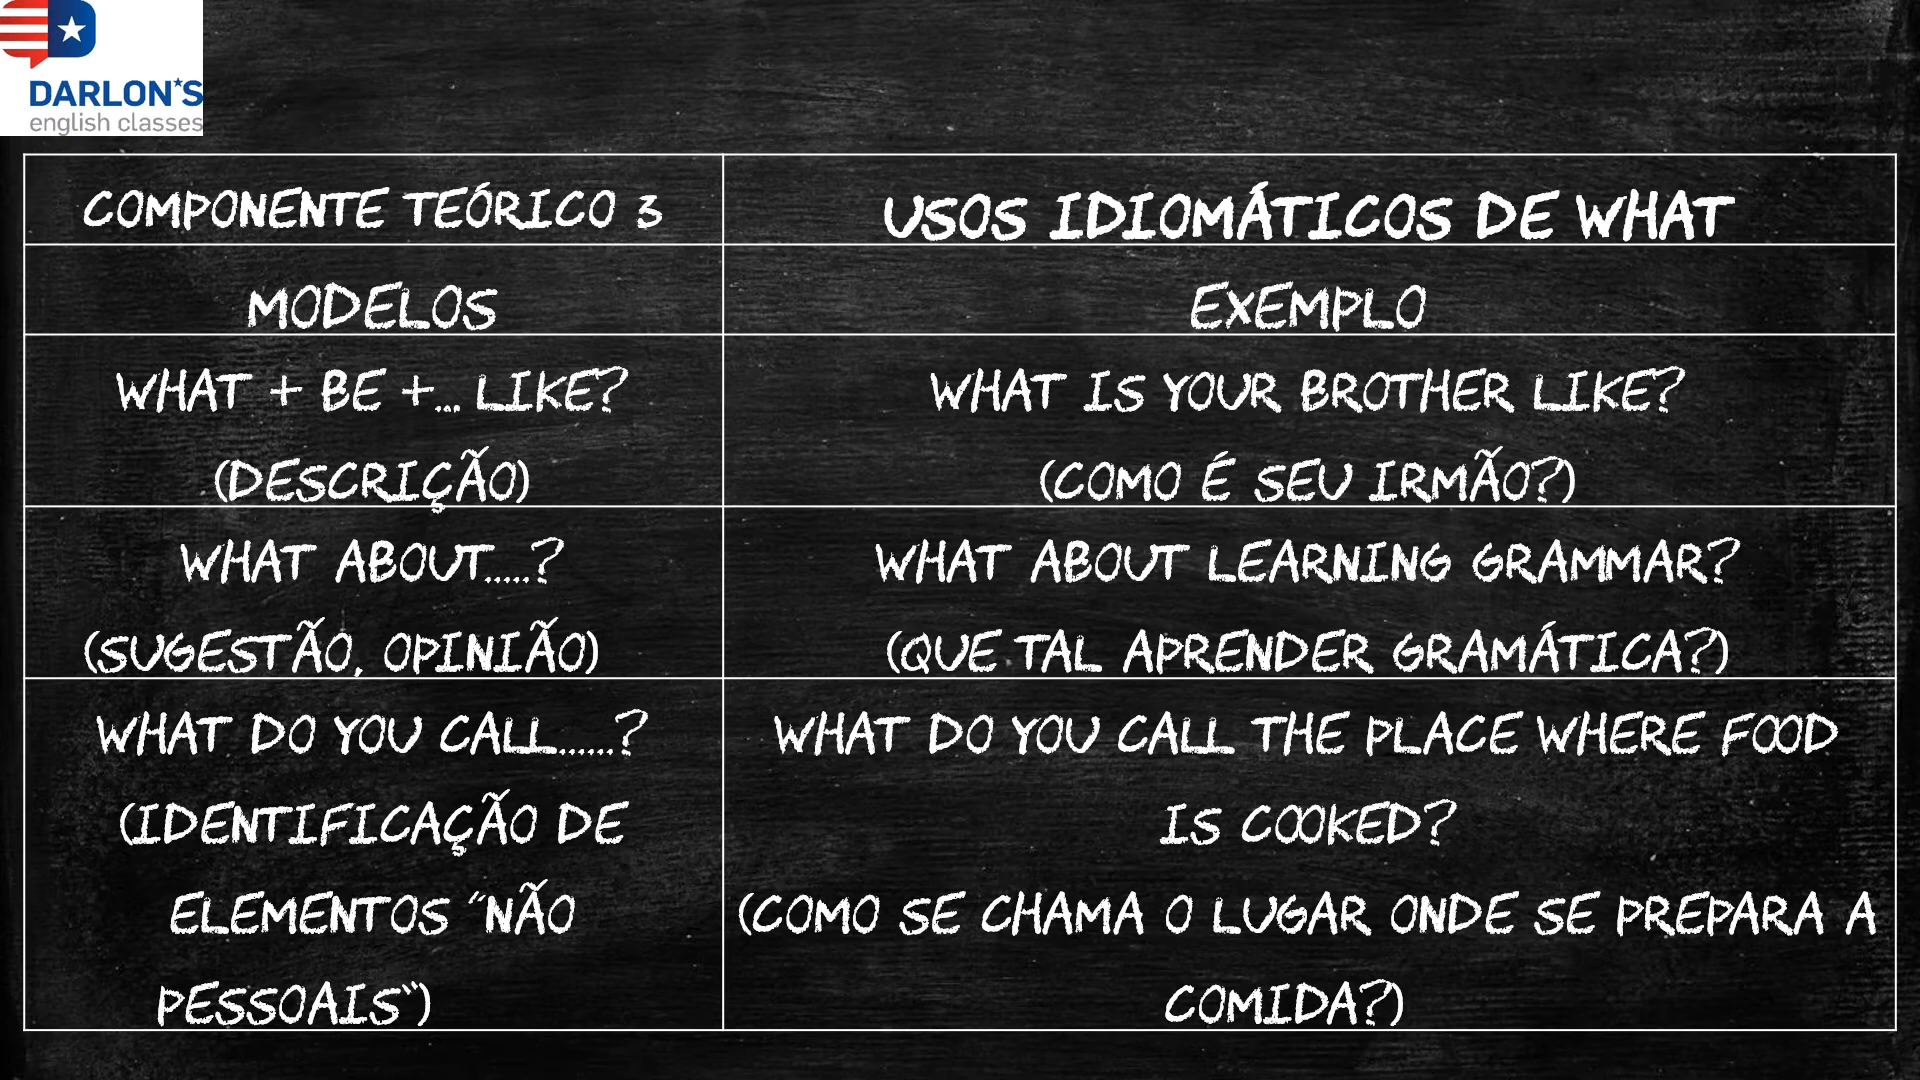 DARLON★S
english classes
COMPONENTE TEÓRICO 3
USOS IDIOMÁTICOS DE WHAT
MODELOS
EXEMPLO
WHAT + BE +... LIKE?
(DESCRIÇÃO)
WHAT IS YOUR BROTHER LIKE?
(COMO É SEU IRMÃO?)
WHAT ABOUT.....?
(SUGESTÃO, OPINIÃO)
WHAT ABOUT LEARNING GRAMMAR?
(QUE TAL APRENDER GRAMÁTICA?)
WHAT DO YOU CALL......?
(IDENTIFICAÇÃO DE
ELEMENTOS “NÃO
PESSOAIS“)
WHAT DO YOU CALL THE PLACE WHERE FOOD
IS COOKED?
(COMO SE CHAMA O LUGAR ONDE SE PREPARA A
COMIDA?)